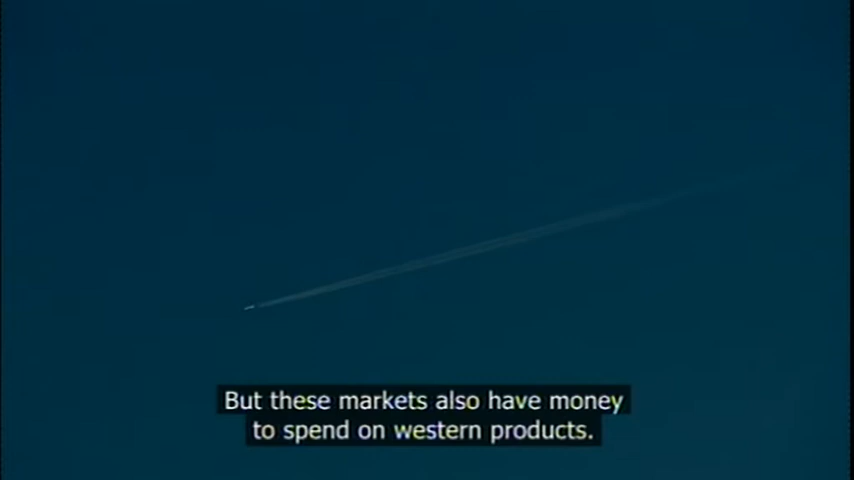 But these markets also have money
to spend on western products.